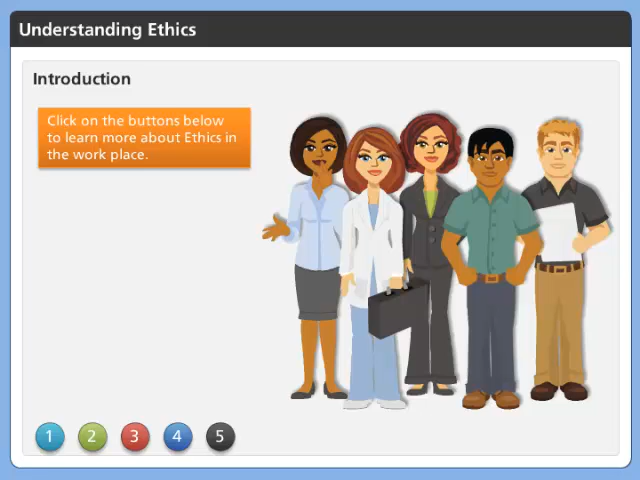 Understanding Ethics
Introduction
Click on the buttons below
to learn more about Ethics in
the work place.
1 2 3 4 5